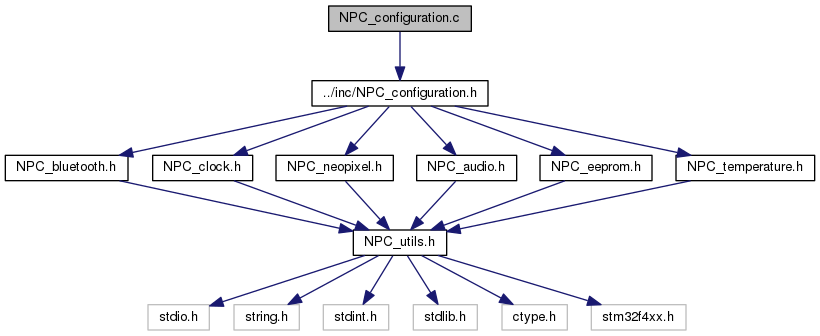 NPC_configuration.c
../inc/NPC_configuration.h
NPC_bluetooth.h
NPC_clock.h
NPC_neopixel.h
NPC_audio.h
NPC_eeprom.h
NPC_temperature.h
NPC_utils.h
stdio.h
string.h
stdint.h
stdlib.h
ctype.h
stm32f4xx.h